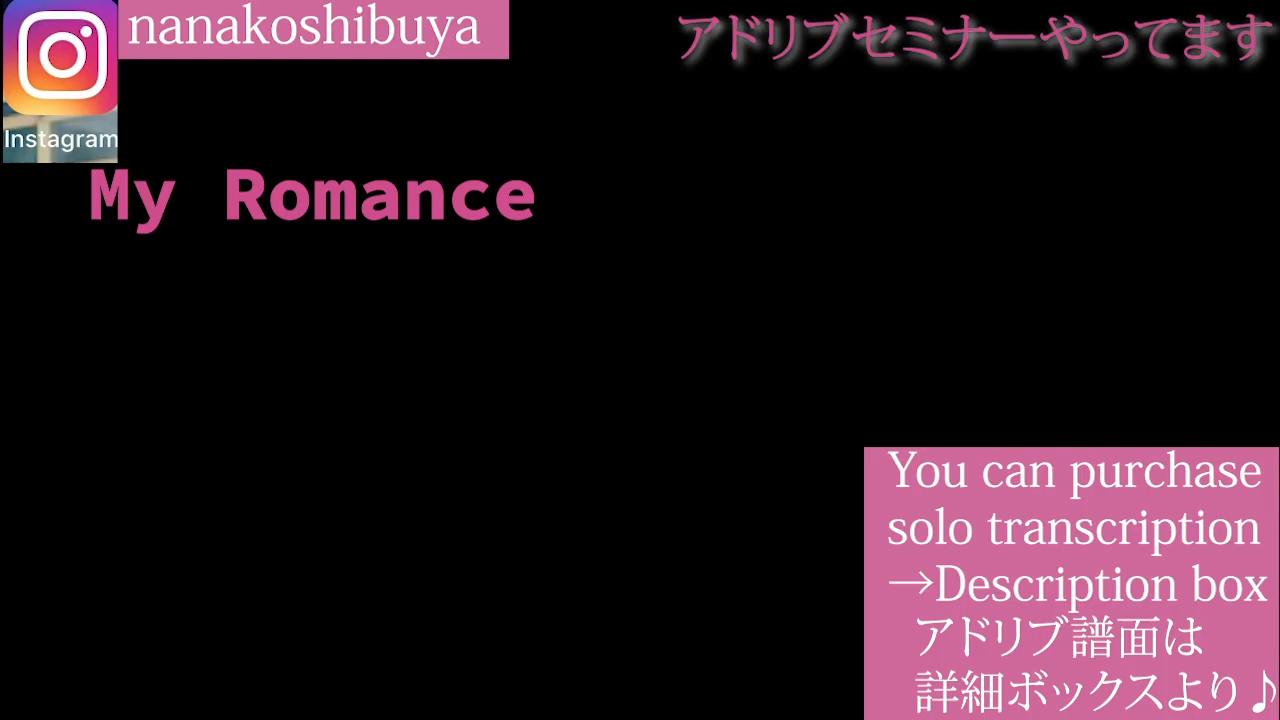 nanakoshibuya
アドリブセミナーやってます
Instagram
My Romance
You can purchase
solo transcription
→Description box
アドリブ譜面は
詳細ボックスより♪